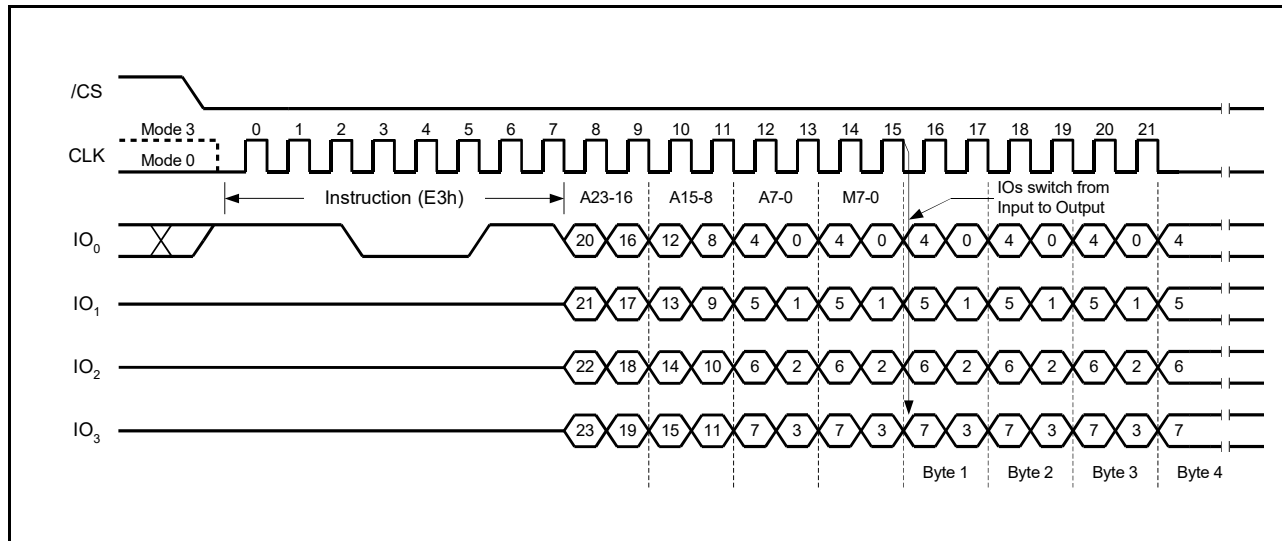 /CS
Mode 3 0 1 2 3 4 5 6 7 8 9 10 11 12 13 14 15 16 17 18 19 20 21
CLK
Mode 0
Instruction (E3h) A23-16 A15-8 A7-0 M7-0 IOs switch from
Input to Output
IO0 20 16 12 8 4 0 4 0 4 0 4 0 4 0 4
IO1 21 17 13 9 5 1 5 1 5 1 5 1 5 1 5
IO2 22 18 14 10 6 2 6 2 6 2 6 2 6 2 6
IO3 23 19 15 11 7 3 7 3 7 3 7 3 7 3 7
Byte 1 Byte 2 Byte 3 Byte 4